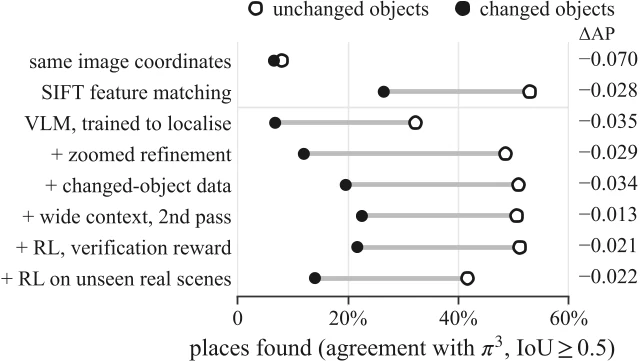 unchanged objects changed objects
ΔAP
same image coordinates −0.070
SIFT feature matching −0.028
VLM, trained to localise −0.035
+ zoomed refinement −0.029
+ changed-object data −0.034
+ wide context, 2nd pass −0.013
+ RL, verification reward −0.021
+ RL on unseen real scenes −0.022
0 20% 40% 60%
places found (agreement with π³, IoU ≥ 0.5)